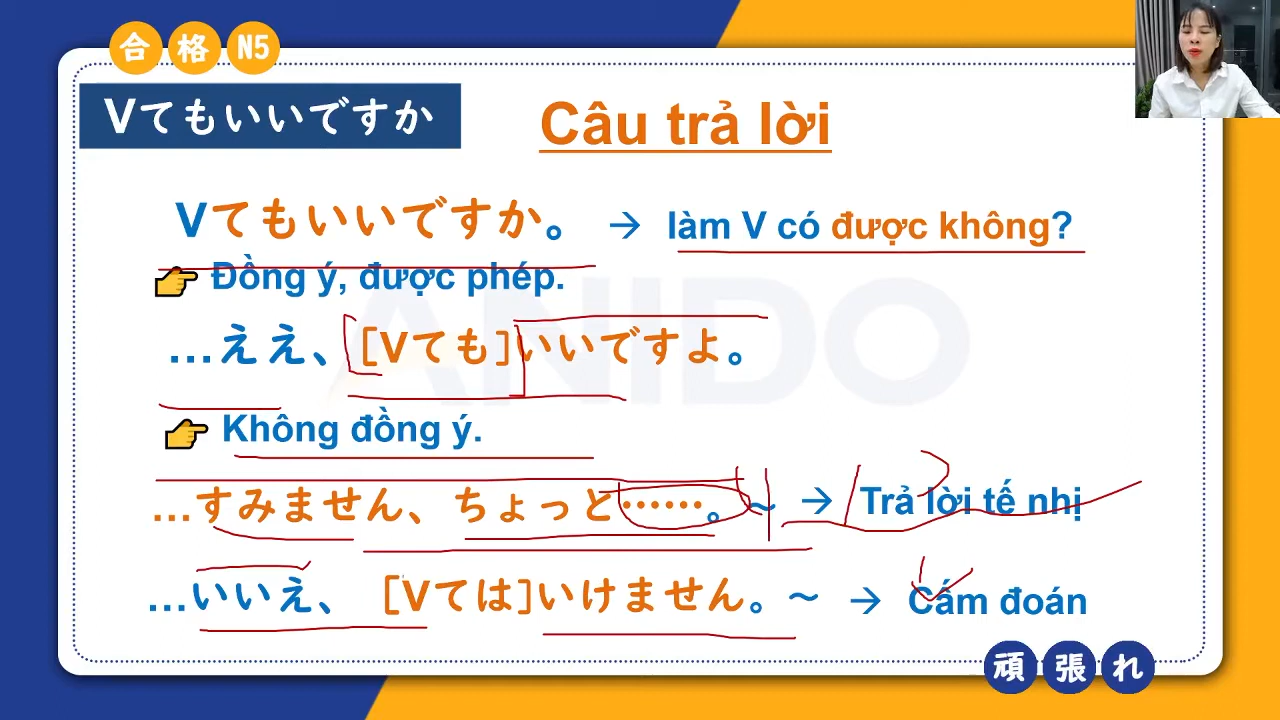 合格N5
Vてもいいですか
Câu trả lời
Vてもいいですか。 → làm V có được không?
Đồng ý, được phép.
…ええ、[Vても]いいですよ。
ANIDO
Không đồng ý.
…すみません、ちょっと……。~ → Trả lời tế nhị
…いいえ、 [Vては]いけません。~ → Cấm đoán
頑張れ